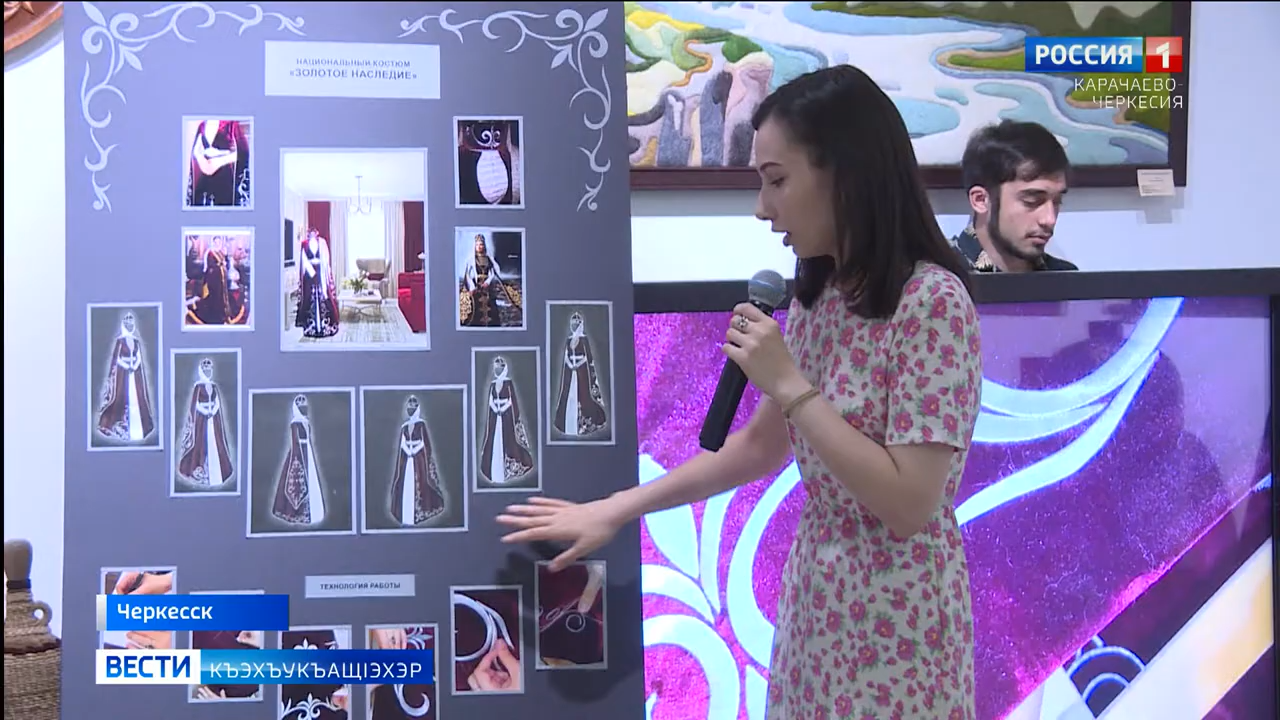 НАЦИОНАЛЬНЫЙ КОСТЮМ
«ЗОЛОТОЕ НАСЛЕДИЕ»
РОССИЯ 1
КАРАЧАЕВО-
ЧЕРКЕСИЯ
ТЕХНОЛОГИЯ РАБОТЫ
Черкесск
ВЕСТИ КЪЭХЪУКЪАЩІЭХЭР